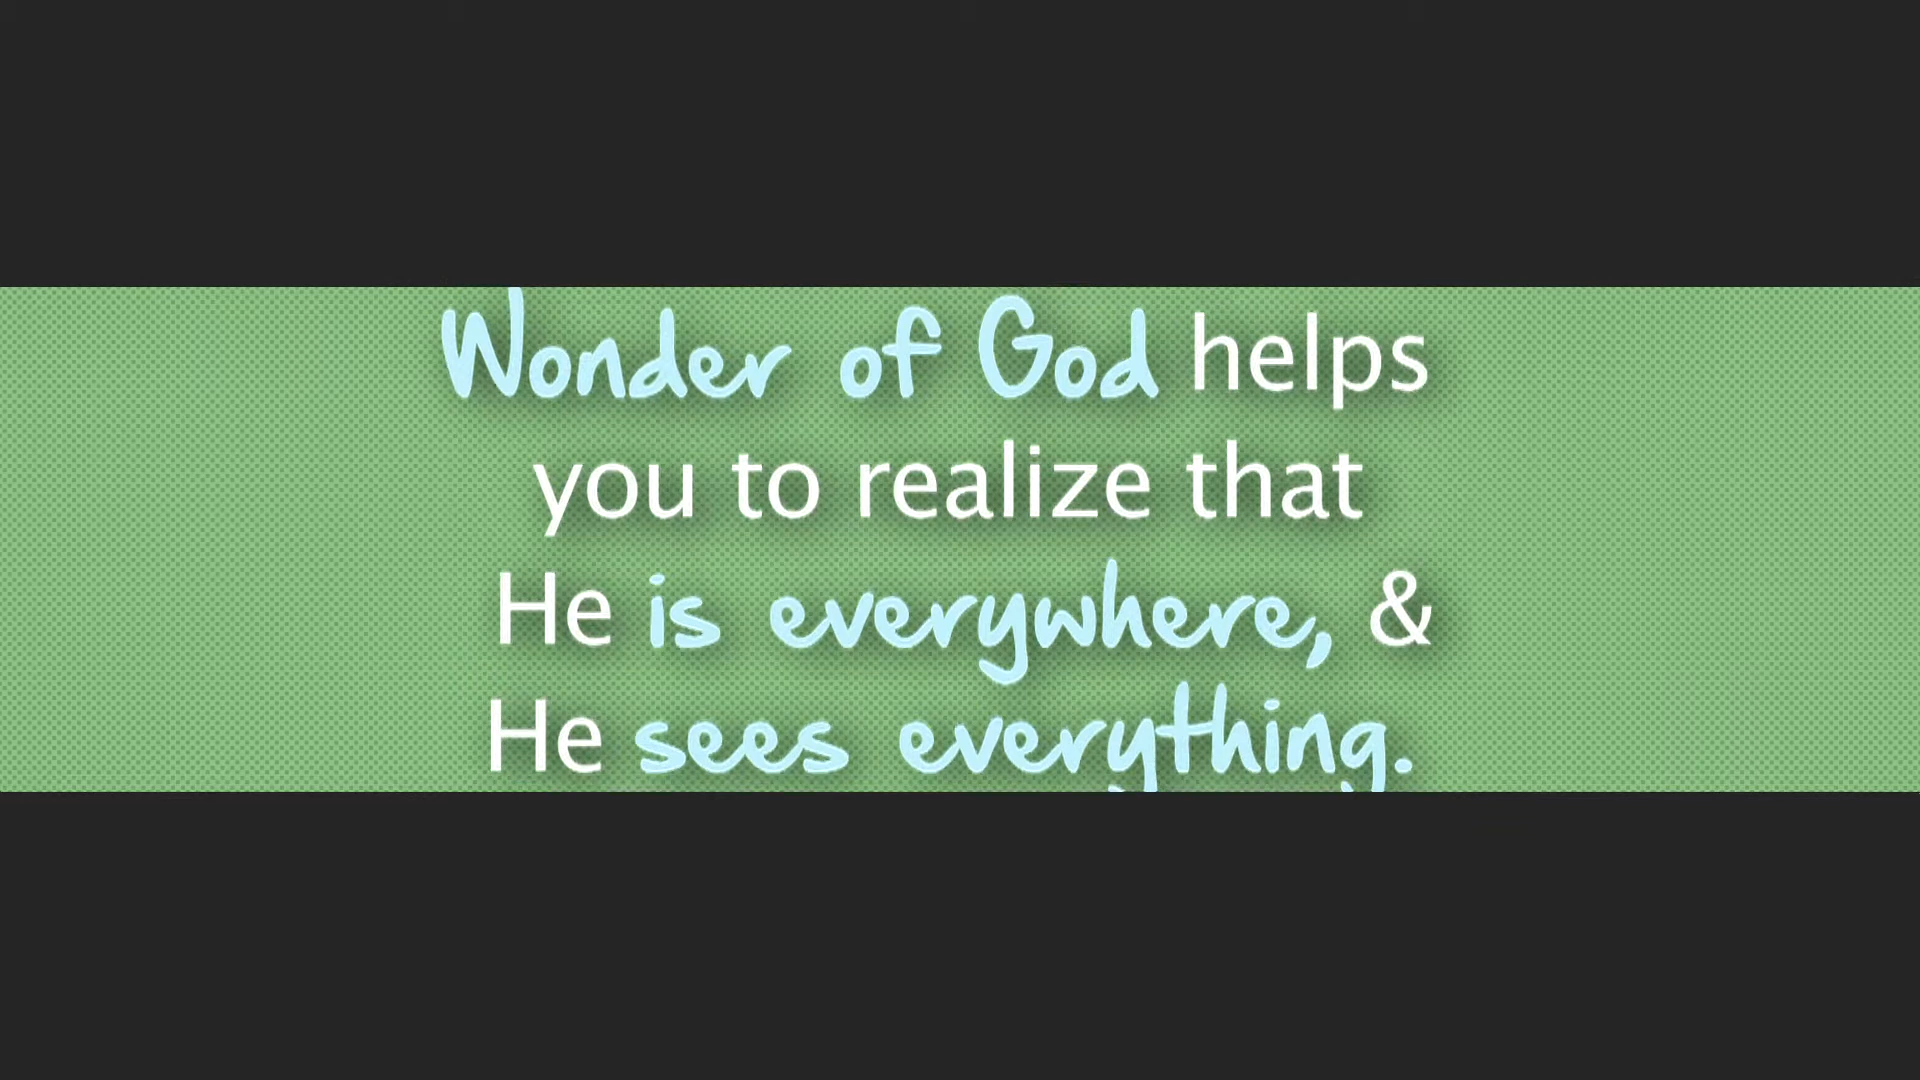 Wonder of God helps
you to realize that
He is everywhere, &
He sees everything.